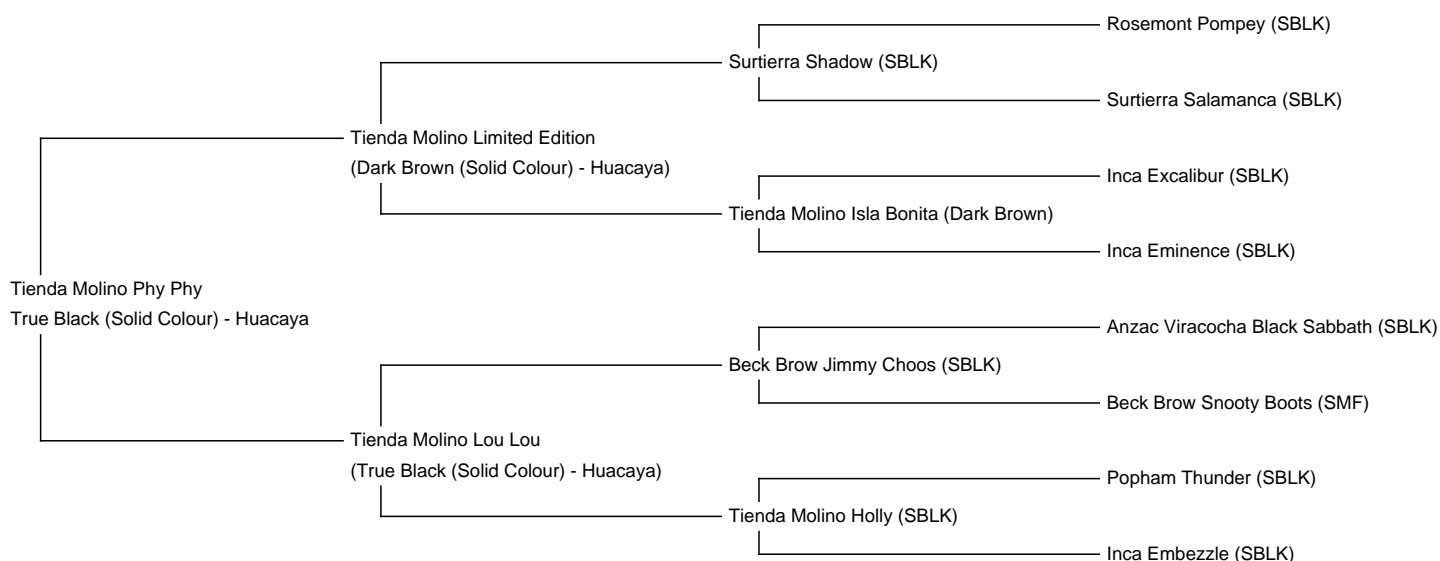 Rosemont Pompey (SBLK)
Surtierra Shadow (SBLK)
Surtierra Salamanca (SBLK)
Tienda Molino Limited Edition
(Dark Brown (Solid Colour) - Huacaya)
Inca Excalibur (SBLK)
Tienda Molino Isla Bonita (Dark Brown)
Inca Eminence (SBLK)
Tienda Molino Phy Phy
True Black (Solid Colour) - Huacaya
Anzac Viracocha Black Sabbath (SBLK)
Beck Brow Jimmy Choos (SBLK)
Beck Brow Snooty Boots (SMF)
Tienda Molino Lou Lou
(True Black (Solid Colour) - Huacaya)
Popham Thunder (SBLK)
Tienda Molino Holly (SBLK)
Inca Embezzle (SBLK)